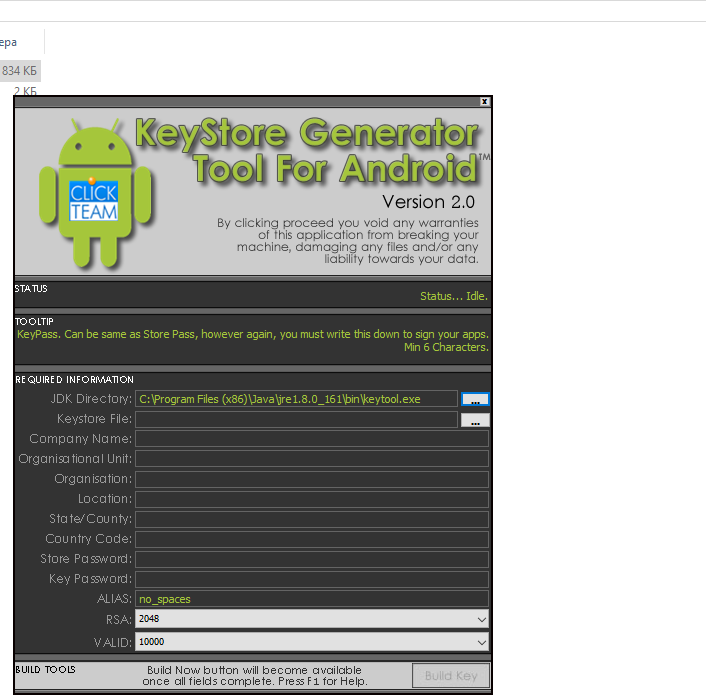 ера
834 КБ
2 КБ
x
KeyStore Generator
Tool For Android™
CLICK
TEAM
Version 2.0
By clicking proceed you void any warranties
of this application from breaking your
machine, damaging any files and/or any
liability towards your data.
STATUS
Status... Idle.
TOOLTIP
KeyPass. Can be same as Store Pass, however again, you must write this down to sign your apps.
Min 6 Characters.
REQUIRED INFORMATION
JDK Directory: C:\Program Files (x86)\Java\jre1.8.0_161\bin\keytool.exe ...
Keystore File: ...
Company Name:
Organisational Unit:
Organisation:
Location:
State/County:
Country Code:
Store Password:
Key Password:
ALIAS: no_spaces
RSA: 2048
VALID: 10000
BUILD TOOLS
Build Now button will become available
once all fields complete. Press F1 for Help.
Build Key